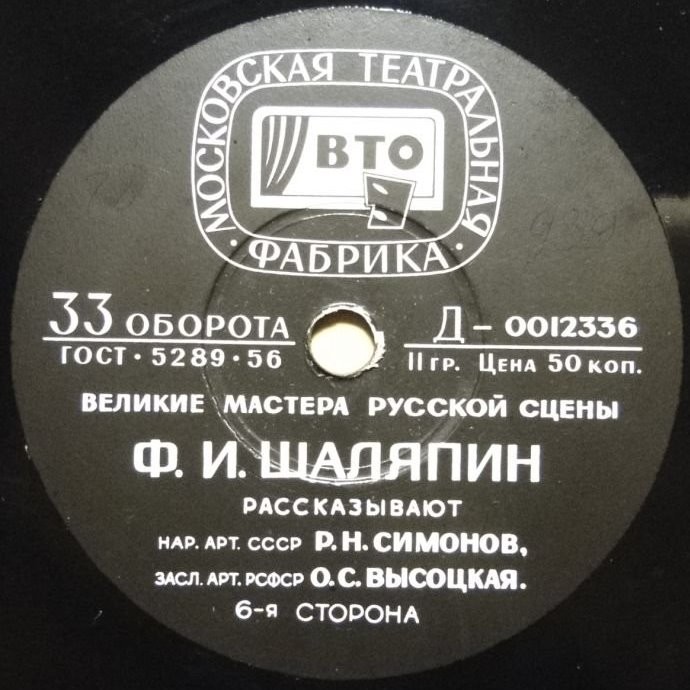 МОСКОВСКАЯ ТЕАТРАЛЬНАЯ
ВТО
· ФАБРИКА ·
33 ОБОРОТА
ГОСТ · 5289 · 56
Д – 0012336
II гр. Цена 50 коп.
ВЕЛИКИЕ МАСТЕРА РУССКОЙ СЦЕНЫ
Ф. И. ШАЛЯПИН
РАССКАЗЫВАЮТ
НАР. АРТ. СССР Р. Н. СИМОНОВ,
ЗАСЛ. АРТ. РСФСР О. С. ВЫСОЦКАЯ.
6-я СТОРОНА